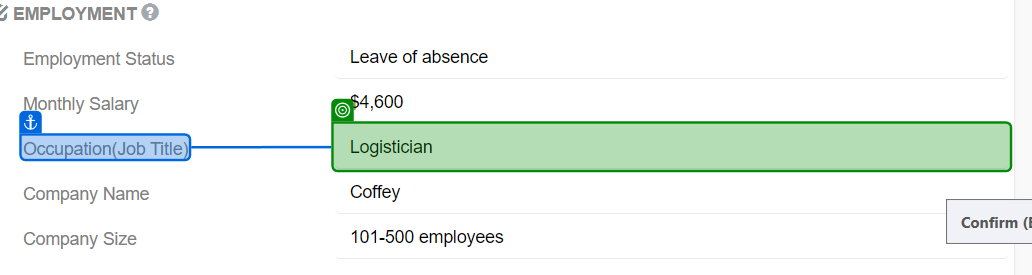 EMPLOYMENT ?
Employment Status Leave of absence
Monthly Salary $4,600
Occupation(Job Title) Logistician
Company Name Coffey
Confirm (
Company Size 101-500 employees